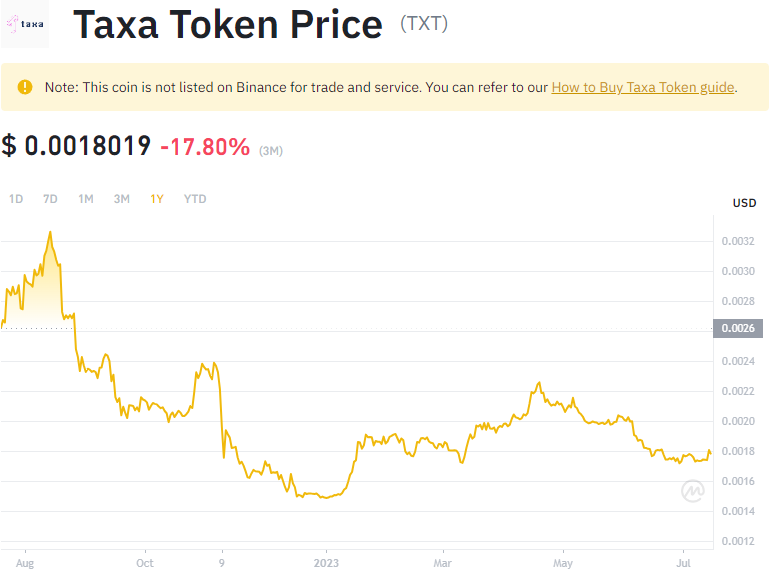 taxa
Taxa Token Price (TXT)
Note: This coin is not listed on Binance for trade and service. You can refer to our How to Buy Taxa Token guide.
$ 0.0018019 -17.80% (3M)
1D 7D 1M 3M 1Y YTD
USD
0.0032
0.0030
0.0028
0.0026
0.0024
0.0022
0.0020
0.0018
0.0016
0.0014
0.0012
Aug Oct 9 2023 Mar May Jul